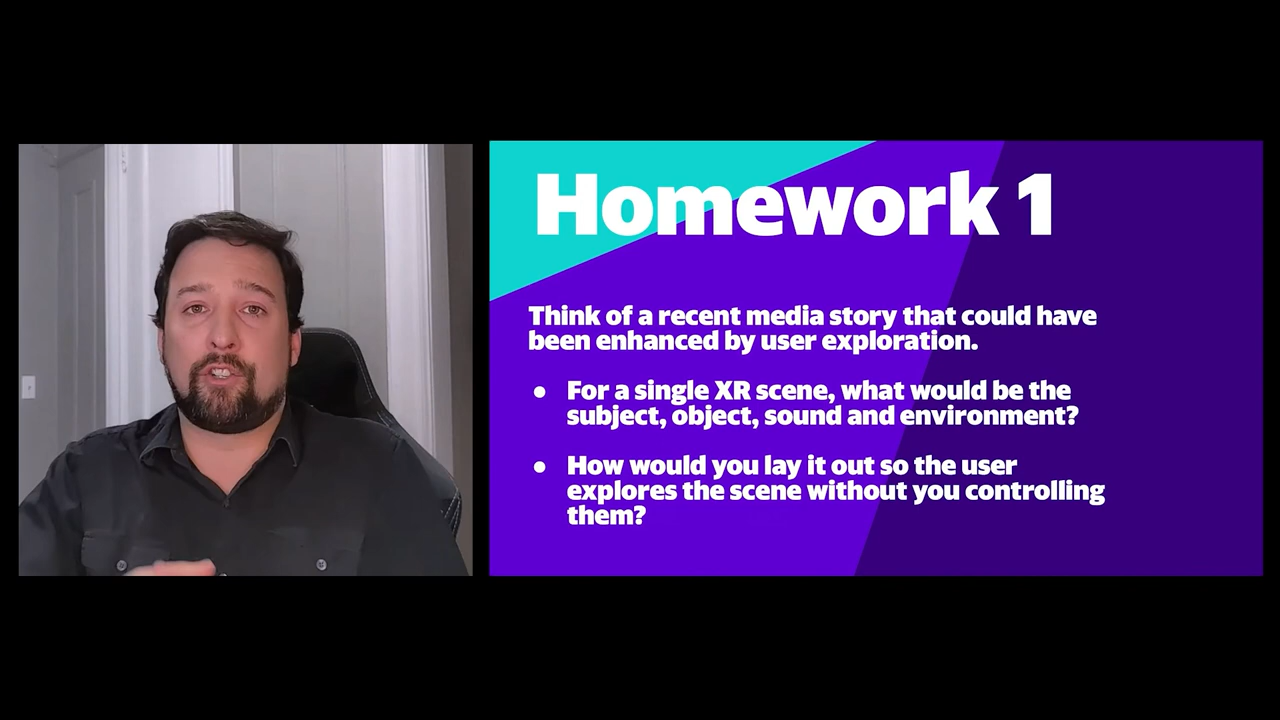 Homework 1
Think of a recent media story that could have
been enhanced by user exploration.
● For a single XR scene, what would be the
subject, object, sound and environment?
● How would you lay it out so the user
explores the scene without you controlling
them?